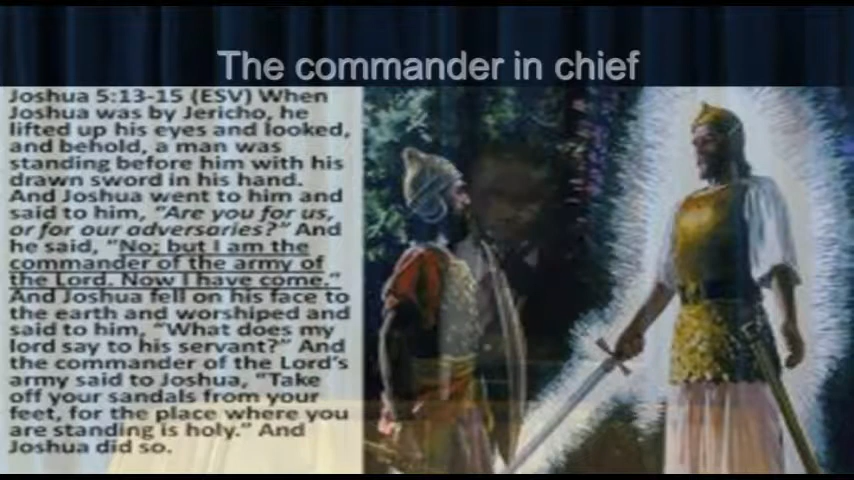 The commander in chief
Joshua 5:13-15 (ESV) When
Joshua was by Jericho, he
lifted up his eyes and looked,
and behold, a man was
standing before him with his
drawn sword in his hand.
And Joshua went to him and
said to him, "Are you for us,
or for our adversaries?" And
he said, "No; but I am the
commander of the army of
the Lord. Now I have come."
And Joshua fell on his face to
the earth and worshiped and
said to him, "What does my
lord say to his servant?" And
the commander of the Lord's
army said to Joshua, "Take
off your sandals from your
feet, for the place where you
are standing is holy." And
Joshua did so.